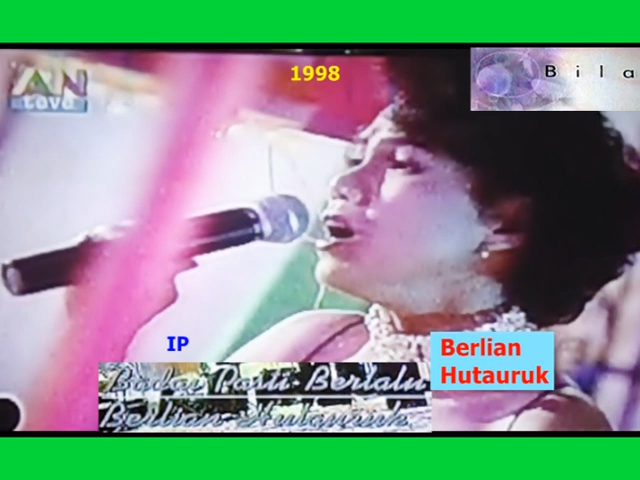 1998
Bila
IP
Berlian
Hutauruk
Badai Pasti Berlalu
Berlian Hutauruk